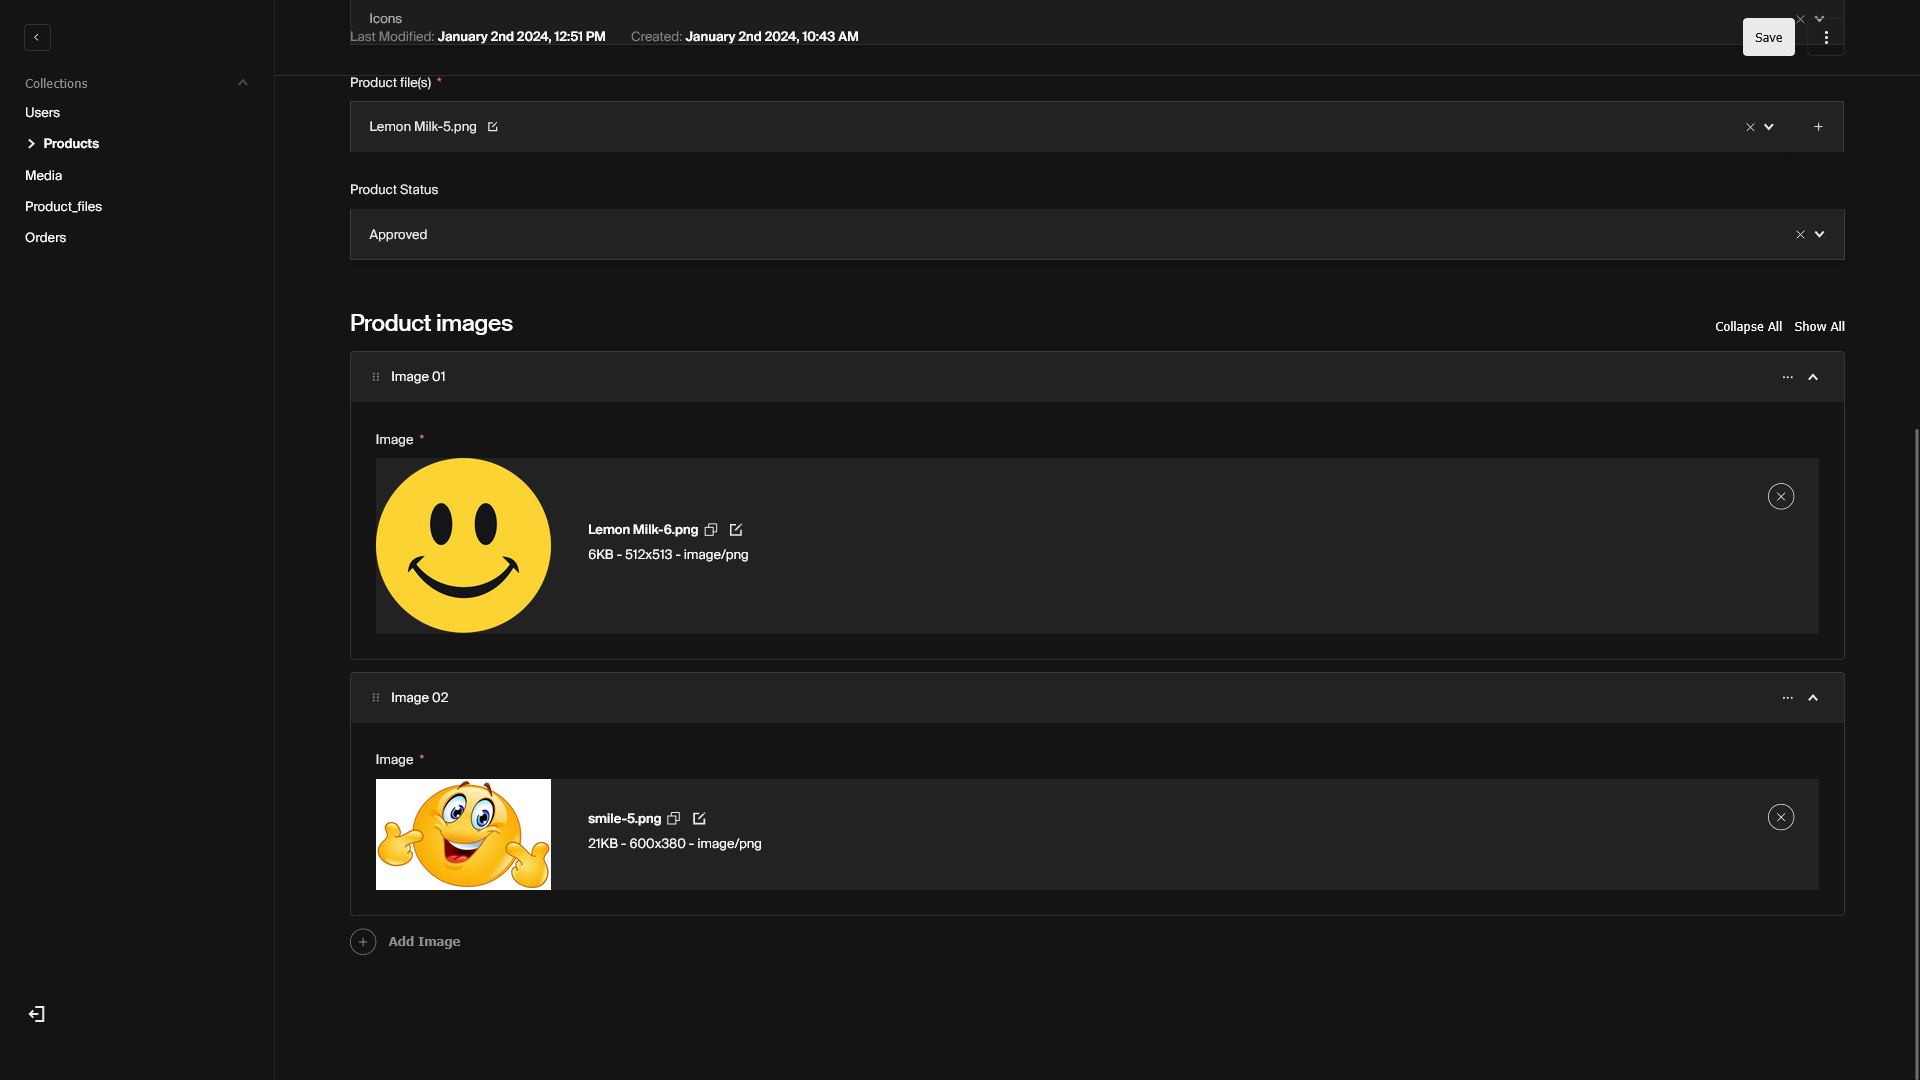 Icons
Last Modified: January 2nd 2024, 12:51 PM Created: January 2nd 2024, 10:43 AM
Save
Collections
Users
Products
Media
Product_files
Orders
Product file(s) *
Lemon Milk-5.png
Product Status
Approved
Product images
Collapse All Show All
Image 01
Image *
Lemon Milk-6.png
6KB - 512x513 - image/png
Image 02
Image *
smile-5.png
21KB - 600x380 - image/png
Add Image